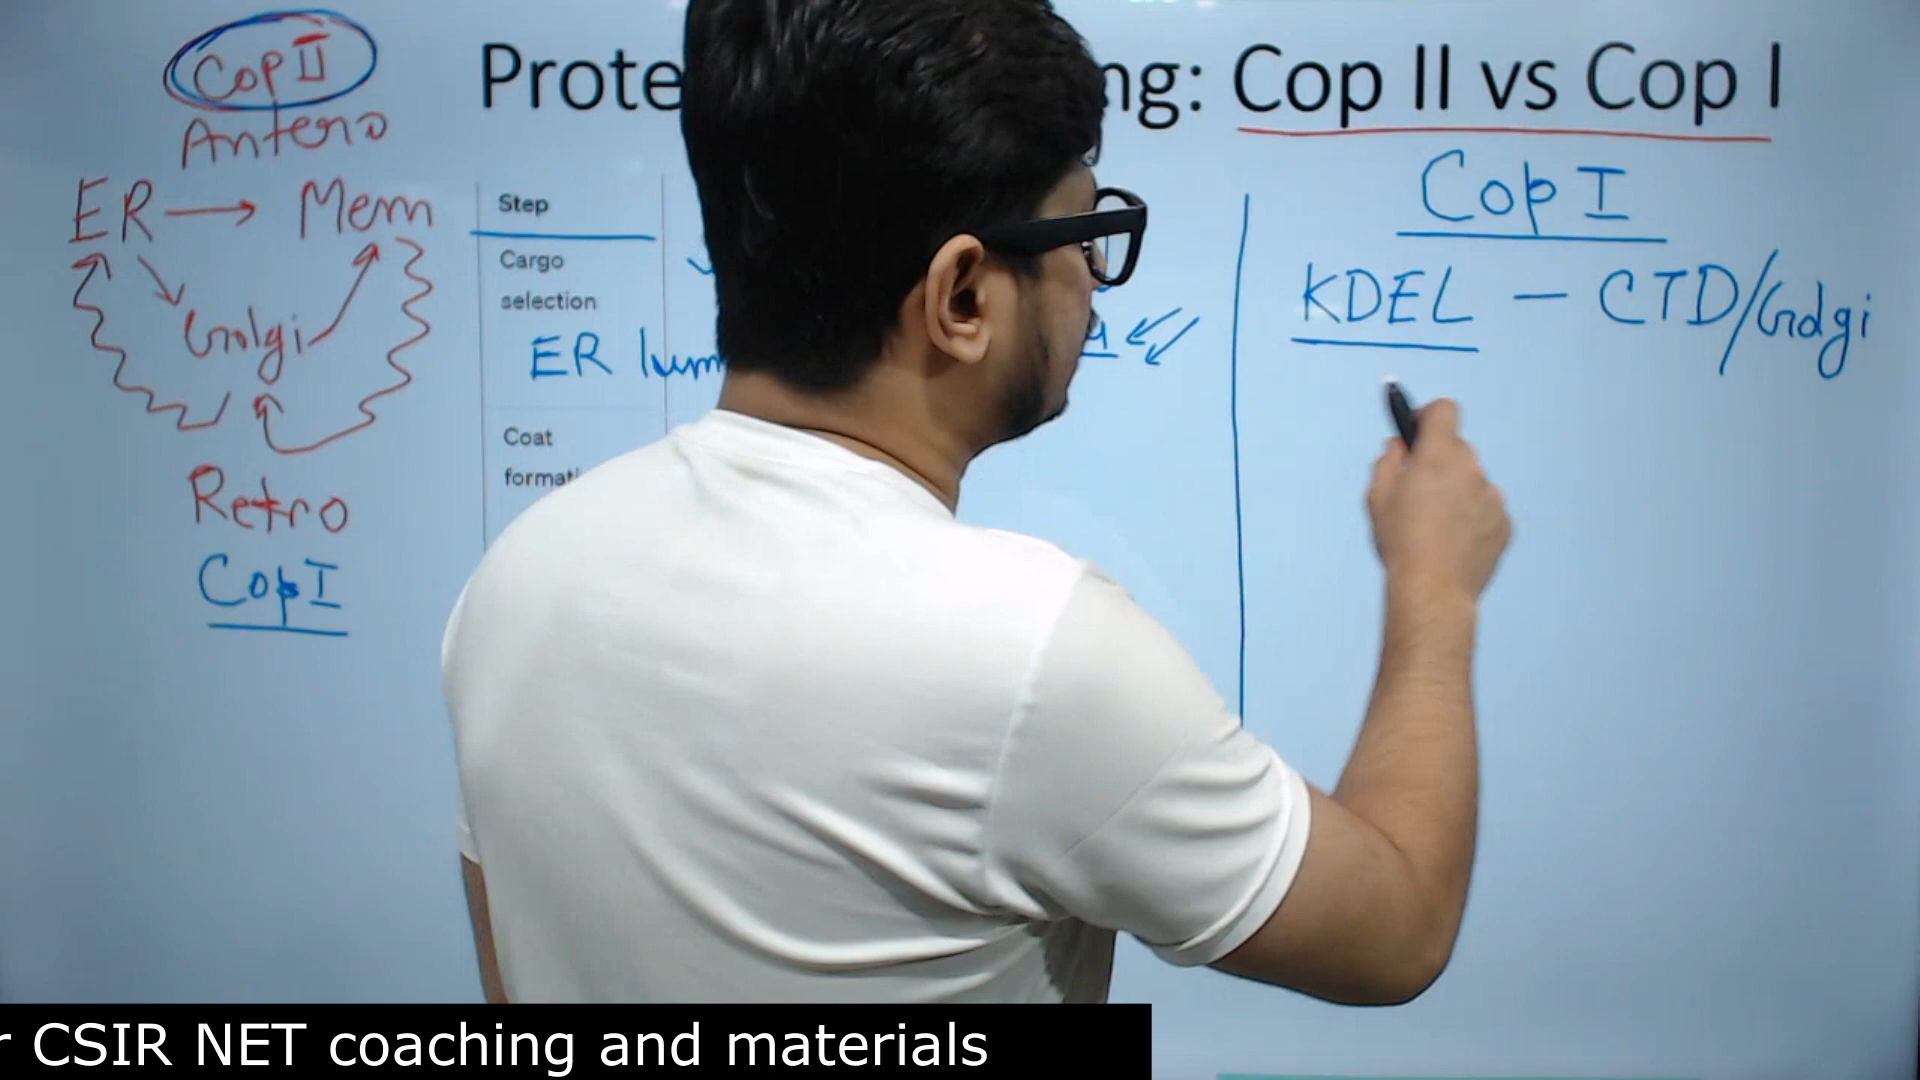 Cop II
Antero
ER → Mem
Golgi
Retro
Cop I
Prote ng: Cop II vs Cop I
Step
Cargo
selection
ER lum
Coat
format
Cop I
KDEL — CTD/Golgi
r CSIR NET coaching and materials